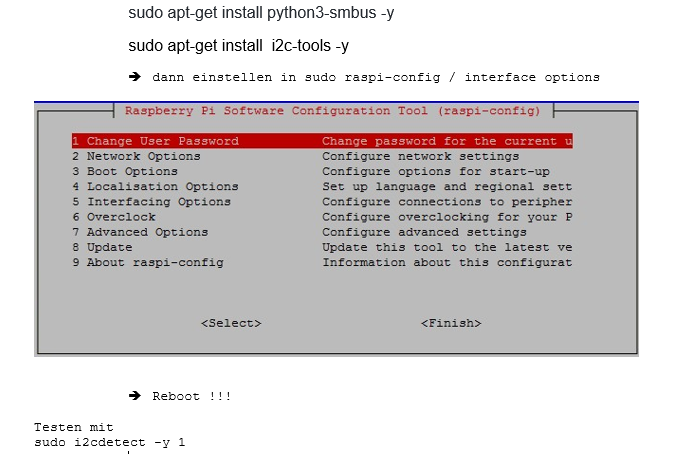 sudo apt-get install python3-smbus -y
sudo apt-get install  i2c-tools -y
➔ dann einstellen in sudo raspi-config / interface options
Raspberry Pi Software Configuration Tool (raspi-config)
1 Change User Password Change password for the current u
2 Network Options Configure network settings
3 Boot Options Configure options for start-up
4 Localisation Options Set up language and regional sett
5 Interfacing Options Configure connections to peripher
6 Overclock Configure overclocking for your P
7 Advanced Options Configure advanced settings
8 Update Update this tool to the latest ve
9 About raspi-config Information about this configurat
<Select> <Finish>
➔ Reboot !!!
Testen mit
sudo i2cdetect -y 1